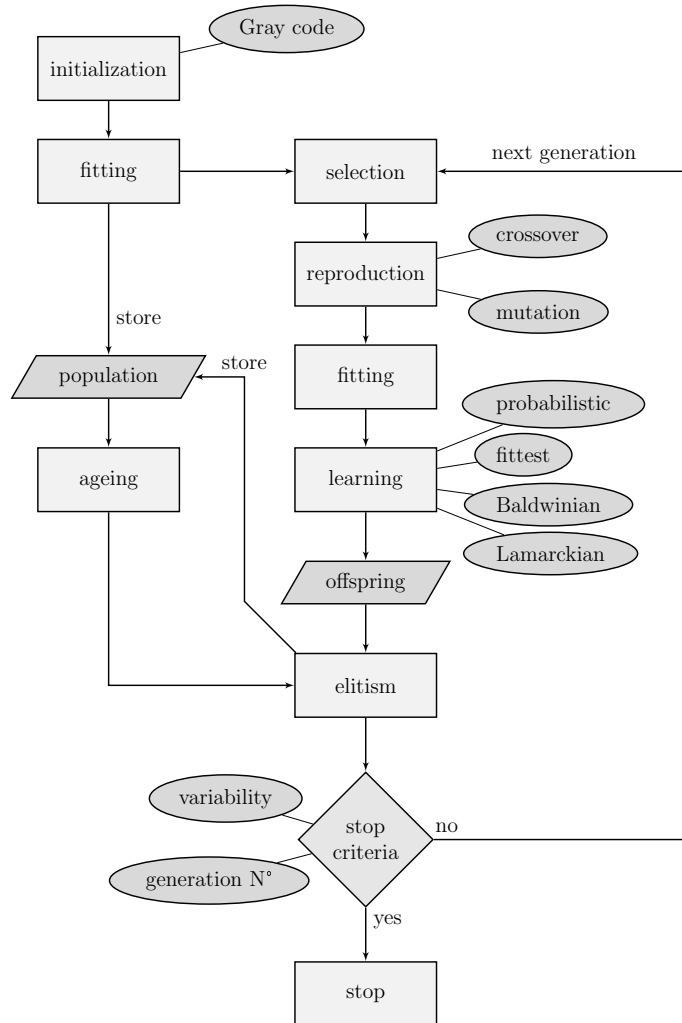 Gray code
initialization
next generation
fitting
selection
crossover
reproduction
mutation
store
store
population
fitting
probabilistic
fittest
ageing
learning
Baldwinian
Lamarckian
offspring
elitism
variability
stop
criteria
no
generation N°
yes
stop